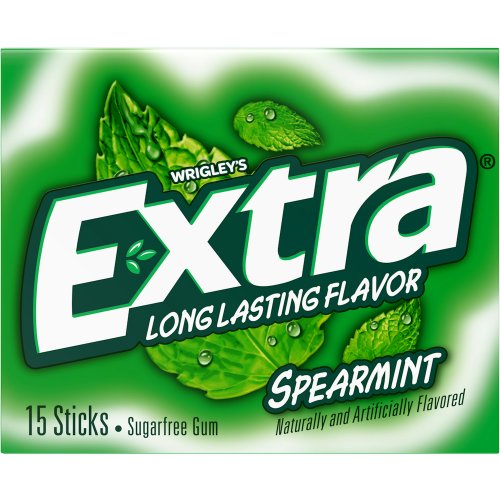 WRIGLEY'S
Extra®
LONG LASTING FLAVOR
SPEARMINT
Naturally and Artificially Flavored
15 Sticks • Sugarfree Gum